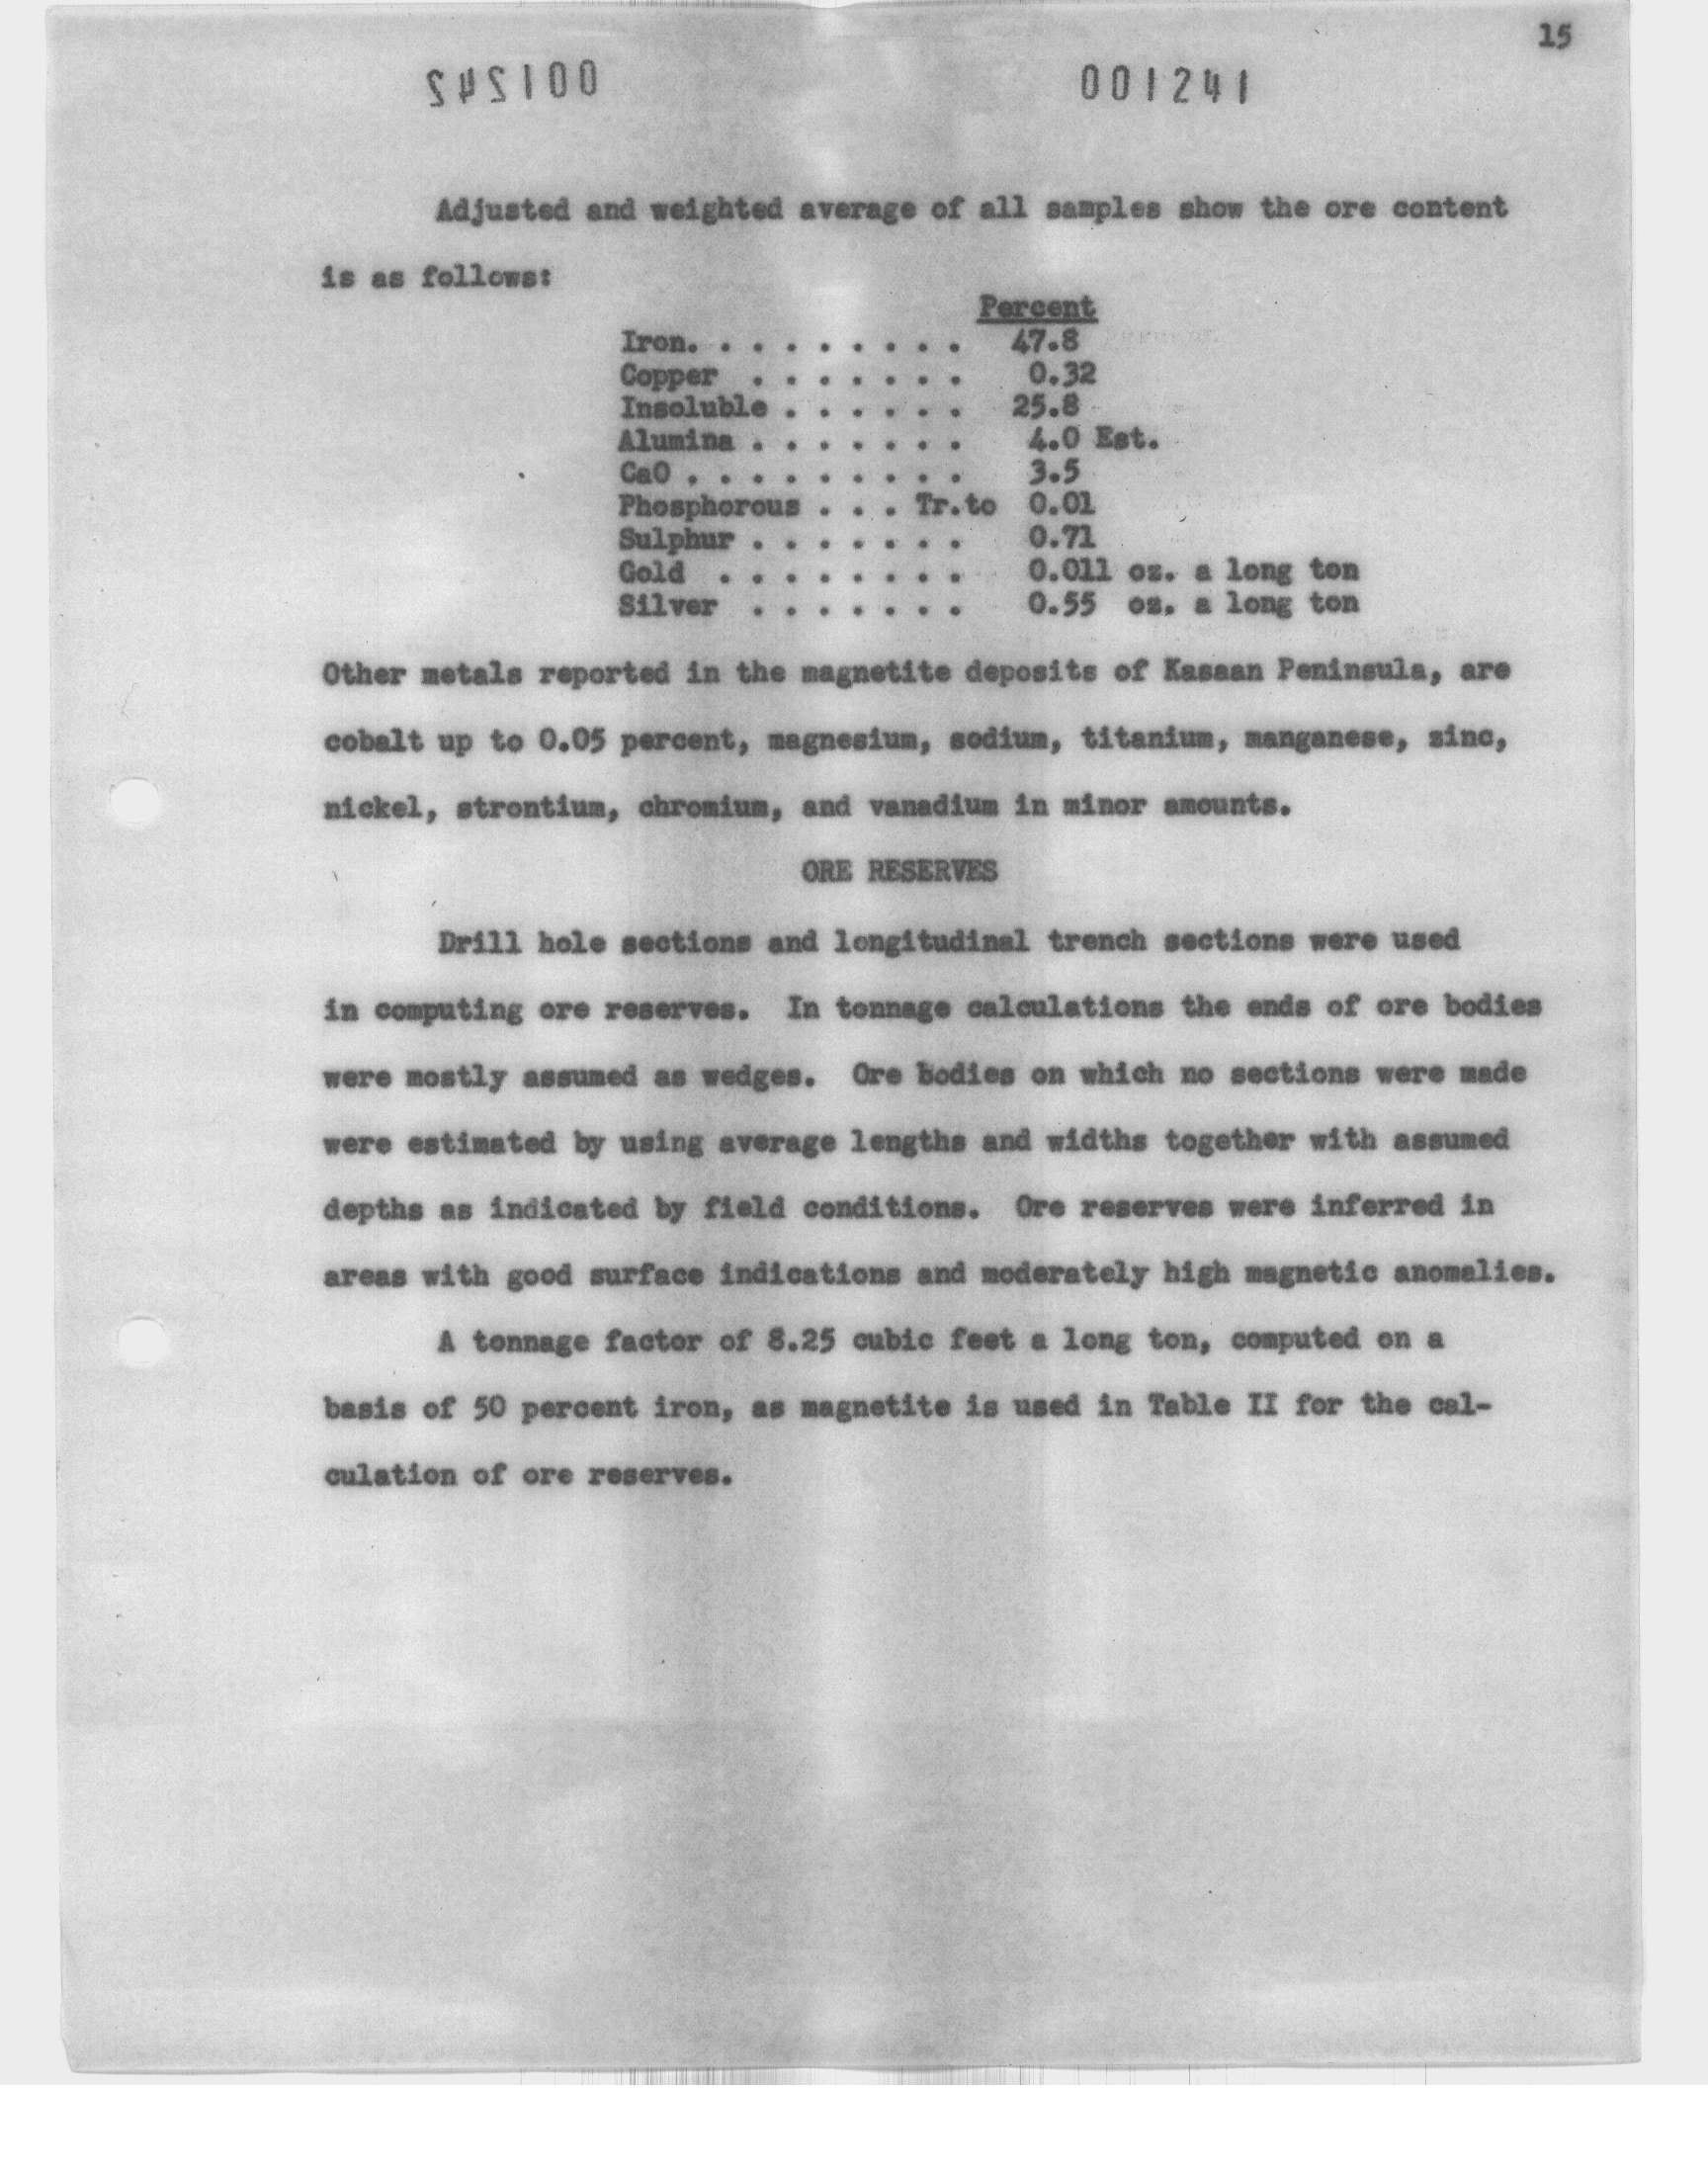 15
001242
001241
Adjusted and weighted average of all samples show the ore content
is as follows:
Percent
Iron. . . . . . . . . 47.8
Copper . . . . . . . 0.32
Insoluble . . . . . . 25.8
Alumina . . . . . . . 4.0 Est.
CaO . . . . . . . . . 3.5
Phosphorous . . . Tr.to 0.01
Sulphur . . . . . . . 0.71
Gold . . . . . . . . 0.011 oz. a long ton
Silver . . . . . . . 0.55 oz. a long ton
Other metals reported in the magnetite deposits of Kasaan Peninsula, are
cobalt up to 0.05 percent, magnesium, sodium, titanium, manganese, zinc,
nickel, strontium, chromium, and vanadium in minor amounts.
ORE RESERVES
Drill hole sections and longitudinal trench sections were used
in computing ore reserves. In tonnage calculations the ends of ore bodies
were mostly assumed as wedges. Ore bodies on which no sections were made
were estimated by using average lengths and widths together with assumed
depths as indicated by field conditions. Ore reserves were inferred in
areas with good surface indications and moderately high magnetic anomalies.
A tonnage factor of 8.25 cubic feet a long ton, computed on a
basis of 50 percent iron, as magnetite is used in Table II for the cal-
culation of ore reserves.